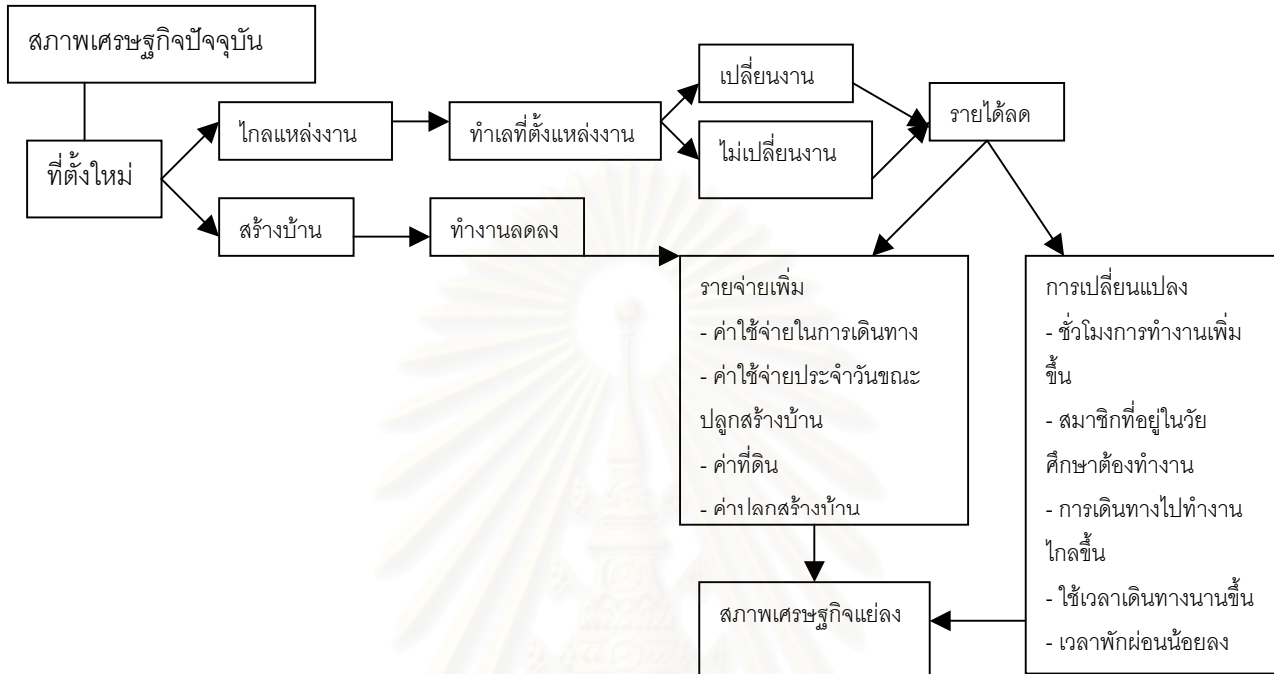 สภาพเศรษฐกิจปัจจุบัน
ที่ตั้งใหม่
ไกลแหล่งงาน
ทำเลที่ตั้งแหล่งงาน
เปลี่ยนงาน
ไม่เปลี่ยนงาน
รายได้ลด
สร้างบ้าน
ทำงานลดลง
รายจ่ายเพิ่ม
- ค่าใช้จ่ายในการเดินทาง
- ค่าใช้จ่ายประจำวันขณะ
ปลูกสร้างบ้าน
- ค่าที่ดิน
- ค่าปลูกสร้างบ้าน
การเปลี่ยนแปลง
- ชั่วโมงการทำงานเพิ่ม
ขึ้น
- สมาชิกที่อยู่ในวัย
ศึกษาต้องทำงาน
- การเดินทางไปทำงาน
ไกลขึ้น
- ใช้เวลาเดินทางนานขึ้น
- เวลาพักผ่อนน้อยลง
สภาพเศรษฐกิจแย่ลง